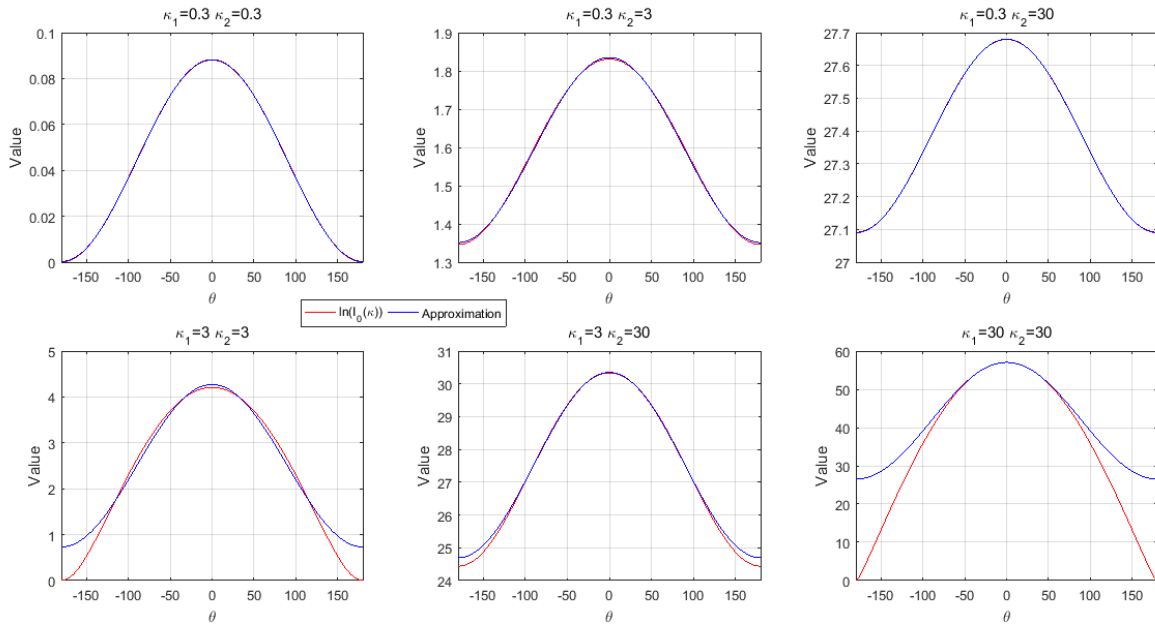 κ₁=0.3 κ₂=0.3
κ₁=0.3 κ₂=3
κ₁=0.3 κ₂=30
0.1
0.08
0.06
0.04
0.02
0
Value
-150 -100 -50 0 50 100 150
θ
1.9
1.8
1.7
1.6
1.5
1.4
1.3
Value
-150 -100 -50 0 50 100 150
θ
27.7
27.6
27.5
27.4
27.3
27.2
27.1
27
Value
-150 -100 -50 0 50 100 150
θ
ln(I₀(κ)) Approximation
κ₁=3 κ₂=3
κ₁=3 κ₂=30
κ₁=30 κ₂=30
5
4
3
2
1
0
Value
-150 -100 -50 0 50 100 150
θ
31
30
29
28
27
26
25
24
Value
-150 -100 -50 0 50 100 150
θ
60
50
40
30
20
10
0
Value
-150 -100 -50 0 50 100 150
θ